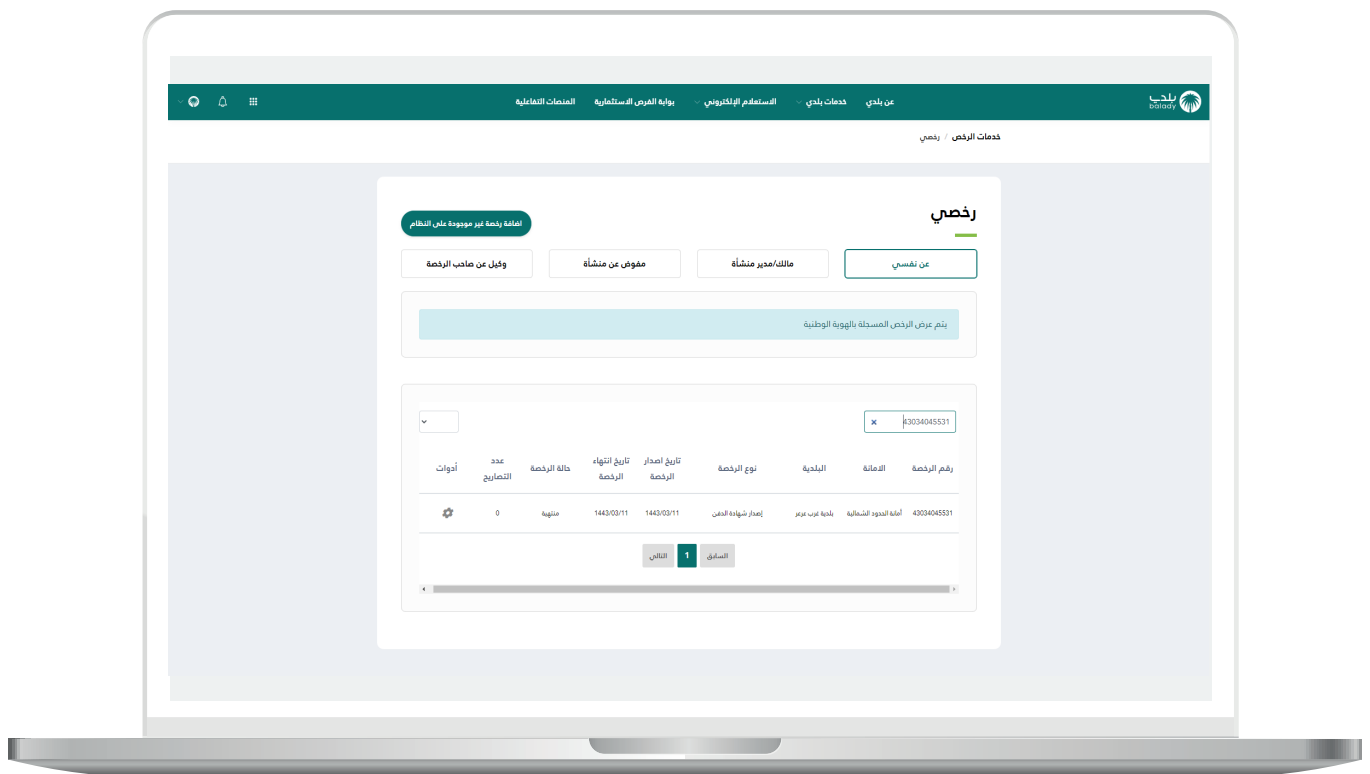 بلدي
balady
عن بلدي
خدمات بلدي
الاستعلام الإلكتروني
بوابة الفرص الاستثمارية
المنصات التفاعلية
خدمات الرخص / رخصي
رخصي
اضافة رخصة غير موجودة على النظام
عن نفسي
مالك/مدير منشأة
مفوض عن منشأة
وكيل عن صاحب الرخصة
يتم عرض الرخص المسجلة بالهوية الوطنية
43034045531
رقم الرخصة
الامانة
البلدية
نوع الرخصة
تاريخ اصدار
الرخصة
تاريخ انتهاء
الرخصة
حالة الرخصة
عدد
التصاريح
أدوات
43034045531
أمانة الحدود الشمالية
بلدية غرب عرعر
إصدار شهادة الدفن
1443/03/11
1443/03/11
منتهية
0
السابق
1
التالي